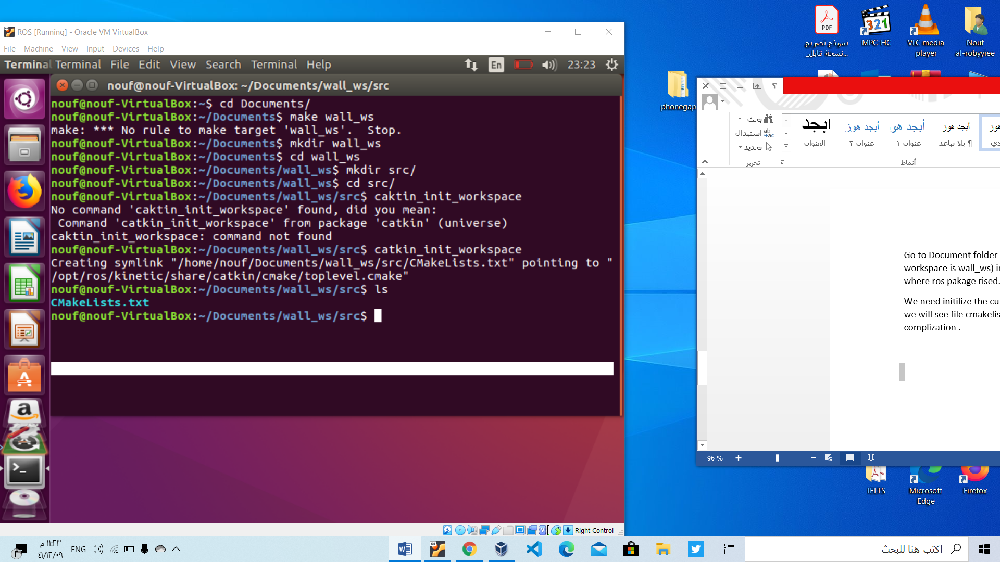 ROS [Running] - Oracle VM VirtualBox
File Machine View Input Devices Help
Terminal Terminal File Edit View Search Terminal Help
En 23:23
nouf@nouf-VirtualBox: ~/Documents/wall_ws/src
nouf@nouf-VirtualBox:~$ cd Documents/
nouf@nouf-VirtualBox:~/Documents$ make wall_ws
make: *** No rule to make target 'wall_ws'.  Stop.
nouf@nouf-VirtualBox:~/Documents$ mkdir wall_ws
nouf@nouf-VirtualBox:~/Documents$ cd wall_ws
nouf@nouf-VirtualBox:~/Documents/wall_ws$ mkdir src/
nouf@nouf-VirtualBox:~/Documents/wall_ws$ cd src/
nouf@nouf-VirtualBox:~/Documents/wall_ws/src$ caktin_init_workspace
No command 'caktin_init_workspace' found, did you mean:
 Command 'catkin_init_workspace' from package 'catkin' (universe)
caktin_init_workspace: command not found
nouf@nouf-VirtualBox:~/Documents/wall_ws/src$ catkin_init_workspace
Creating symlink "/home/nouf/Documents/wall_ws/src/CMakeLists.txt" pointing to "
/opt/ros/kinetic/share/catkin/cmake/toplevel.cmake"
nouf@nouf-VirtualBox:~/Documents/wall_ws/src$ ls
CMakeLists.txt
nouf@nouf-VirtualBox:~/Documents/wall_ws/src$
Right Control
PDF
نموذج تصريح
نسخة قابل_...
321
MPC-HC
VLC media
player
Nouf
al-robyyiee
phonegap
بحث
استبدال
تحديد
تحرير
أبجد هوز
¶ بلا تباعد
أبجد هوز
عنوان ١
أبجد هوز
عنوان ٢
ابجد
العنوان
أنماط
Go to Document folder
workspace is wall_ws) i
where ros pakage rised.
We need initilize the cu
we will see file cmakelis
complization .
96 %
IELTS
Microsoft
Edge
Firefox
١١:٢٣ م
٤١/١٢/٠٩
ENG
اكتب هنا للبحث